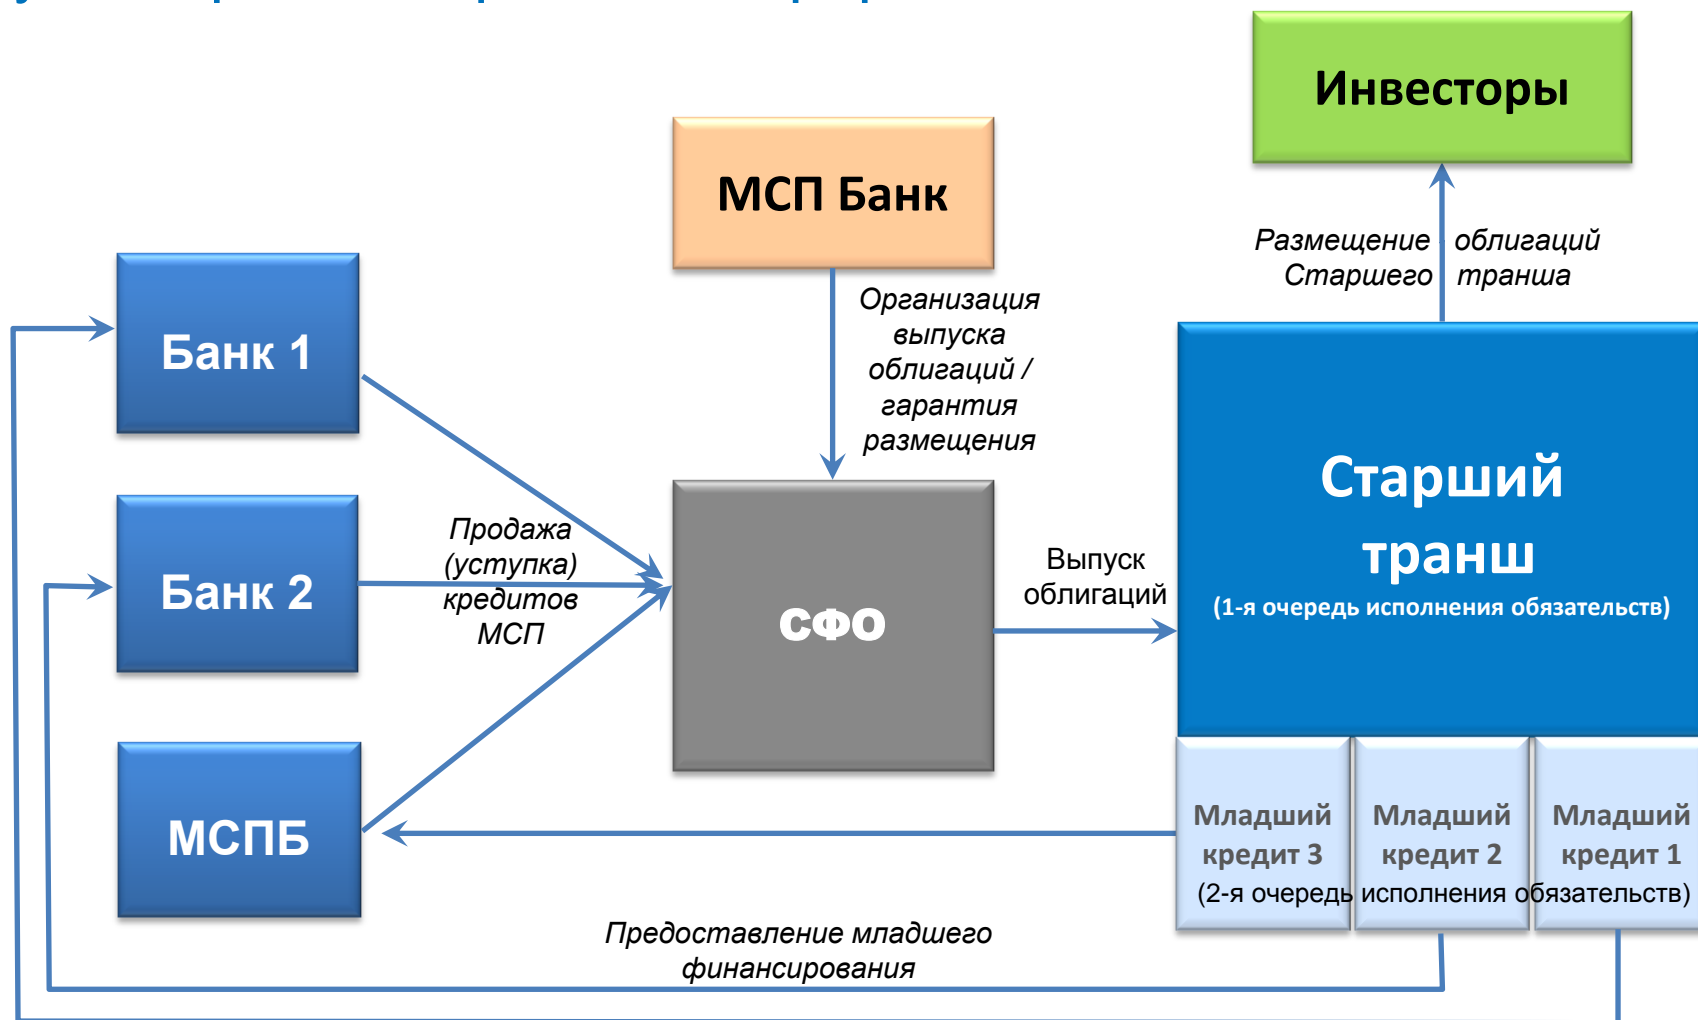 Инвесторы
МСП Банк
Размещение облигаций
Старшего транша
Организация
выпуска
облигаций /
гарантия
размещения
Банк 1
Старший
транш
(1-я очередь исполнения обязательств)
Продажа
(уступка)
кредитов
МСП
Банк 2
СФО
Выпуск
облигаций
МСПБ
Младший
кредит 3
Младший
кредит 2
Младший
кредит 1
(2-я очередь исполнения обязательств)
Предоставление младшего
финансирования